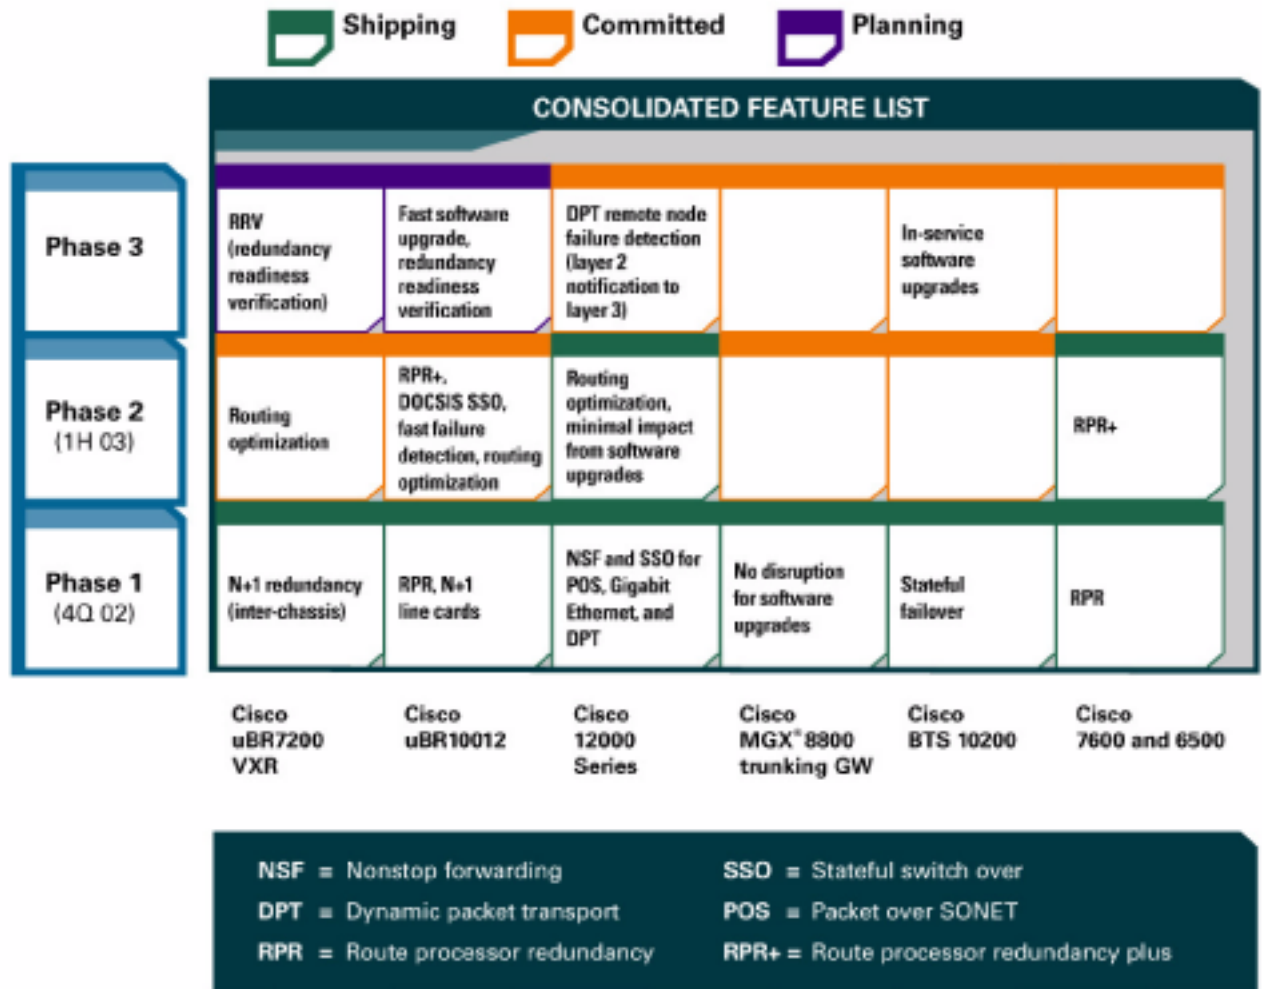 Shipping
Committed
Planning
CONSOLIDATED FEATURE LIST
Phase 3
RRV
(redundancy
readiness
verification)
Fast software
upgrade,
redundancy
readiness
verification
DPT remote node
failure detection
(layer 2
notification to
layer 3)
In-service
software
upgrades
Phase 2
(1H 03)
Routing
optimization
RPR+,
DOCSIS SSO,
fast failure
detection, routing
optimization
Routing
optimization,
minimal impact
from software
upgrades
RPR+
Phase 1
(4Q 02)
N+1 redundancy
(inter-chassis)
RPR, N+1
line cards
NSF and SSO for
POS, Gigabit
Ethernet, and
DPT
No disruption
for software
upgrades
Stateful
failover
RPR
Cisco
uBR7200
VXR
Cisco
uBR10012
Cisco
12000
Series
Cisco
MGX® 8800
trunking GW
Cisco
BTS 10200
Cisco
7600 and 6500
NSF = Nonstop forwarding
SSO = Stateful switch over
DPT = Dynamic packet transport
POS = Packet over SONET
RPR = Route processor redundancy
RPR+ = Route processor redundancy plus